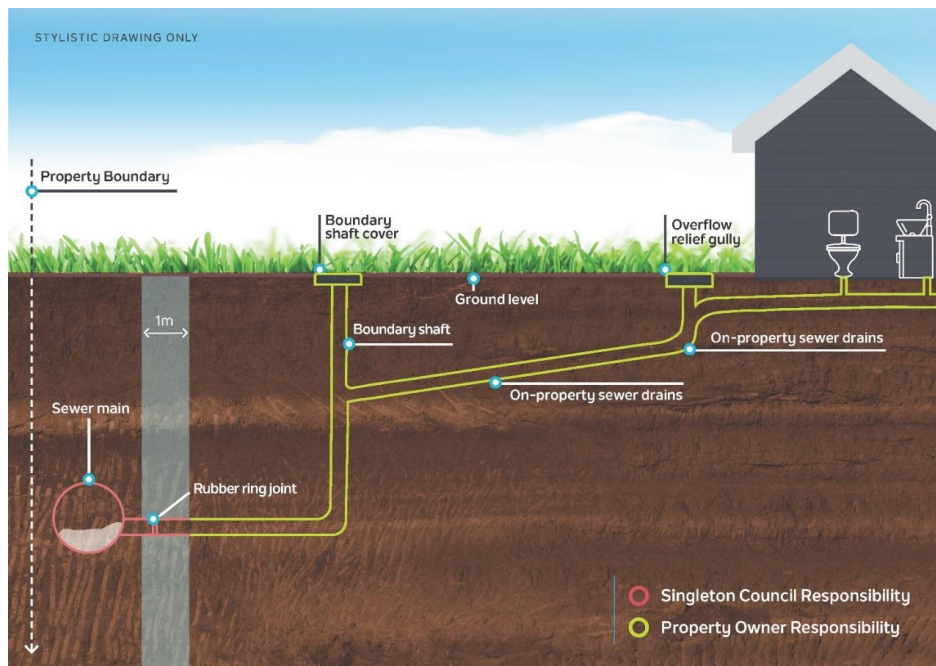 STYLISTIC DRAWING ONLY
Property Boundary
Boundary
shaft cover
Overflow
relief gully
Ground level
1m
Boundary shaft
On-property sewer drains
On-property sewer drains
Sewer main
Rubber ring joint
Singleton Council Responsibility
Property Owner Responsibility